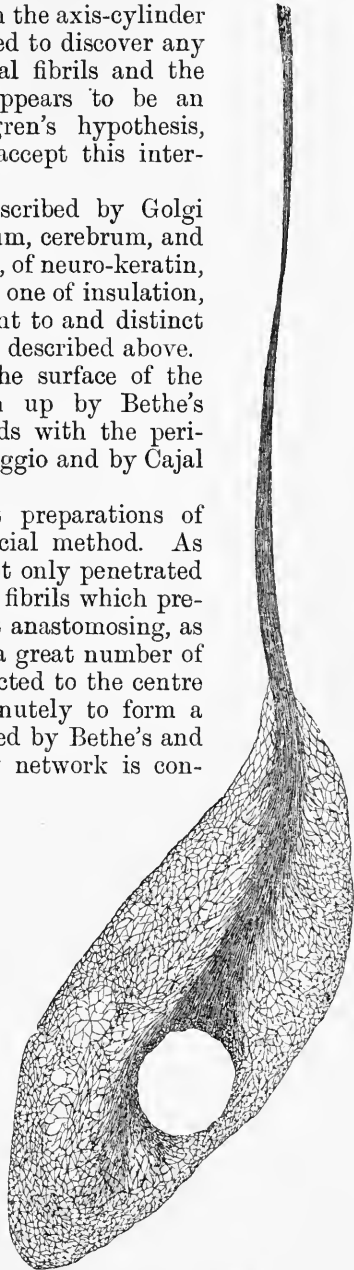 n the axis-cylinder
ed to discover any
al fibrils and the
ppears to be an
gren's hypothesis,
accept this inter-
scribed by Golgi
um, cerebrum, and
, of neuro-keratin,
one of insulation,
nt to and distinct
described above.
he surface of the
n up by Bethe's
ds with the peri-
ggio and by Cajal
preparations of
cial method. As
t only penetrated
fibrils which pre-
anastomosing, as
a great number of
cted to the centre
nutely to form a
ed by Bethe's and
network is con-